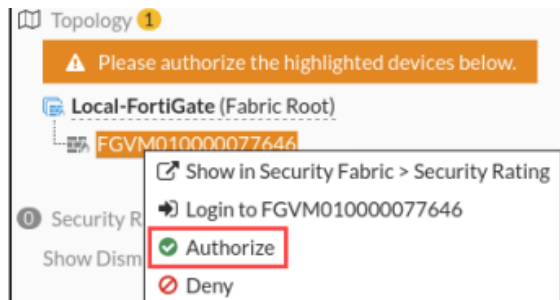 Topology 1
Please authorize the highlighted devices below.
Local-FortiGate (Fabric Root)
FGVM010000077646
Show in Security Fabric > Security Rating
Login to FGVM010000077646
0 Security R
Authorize
Show Dism
Deny